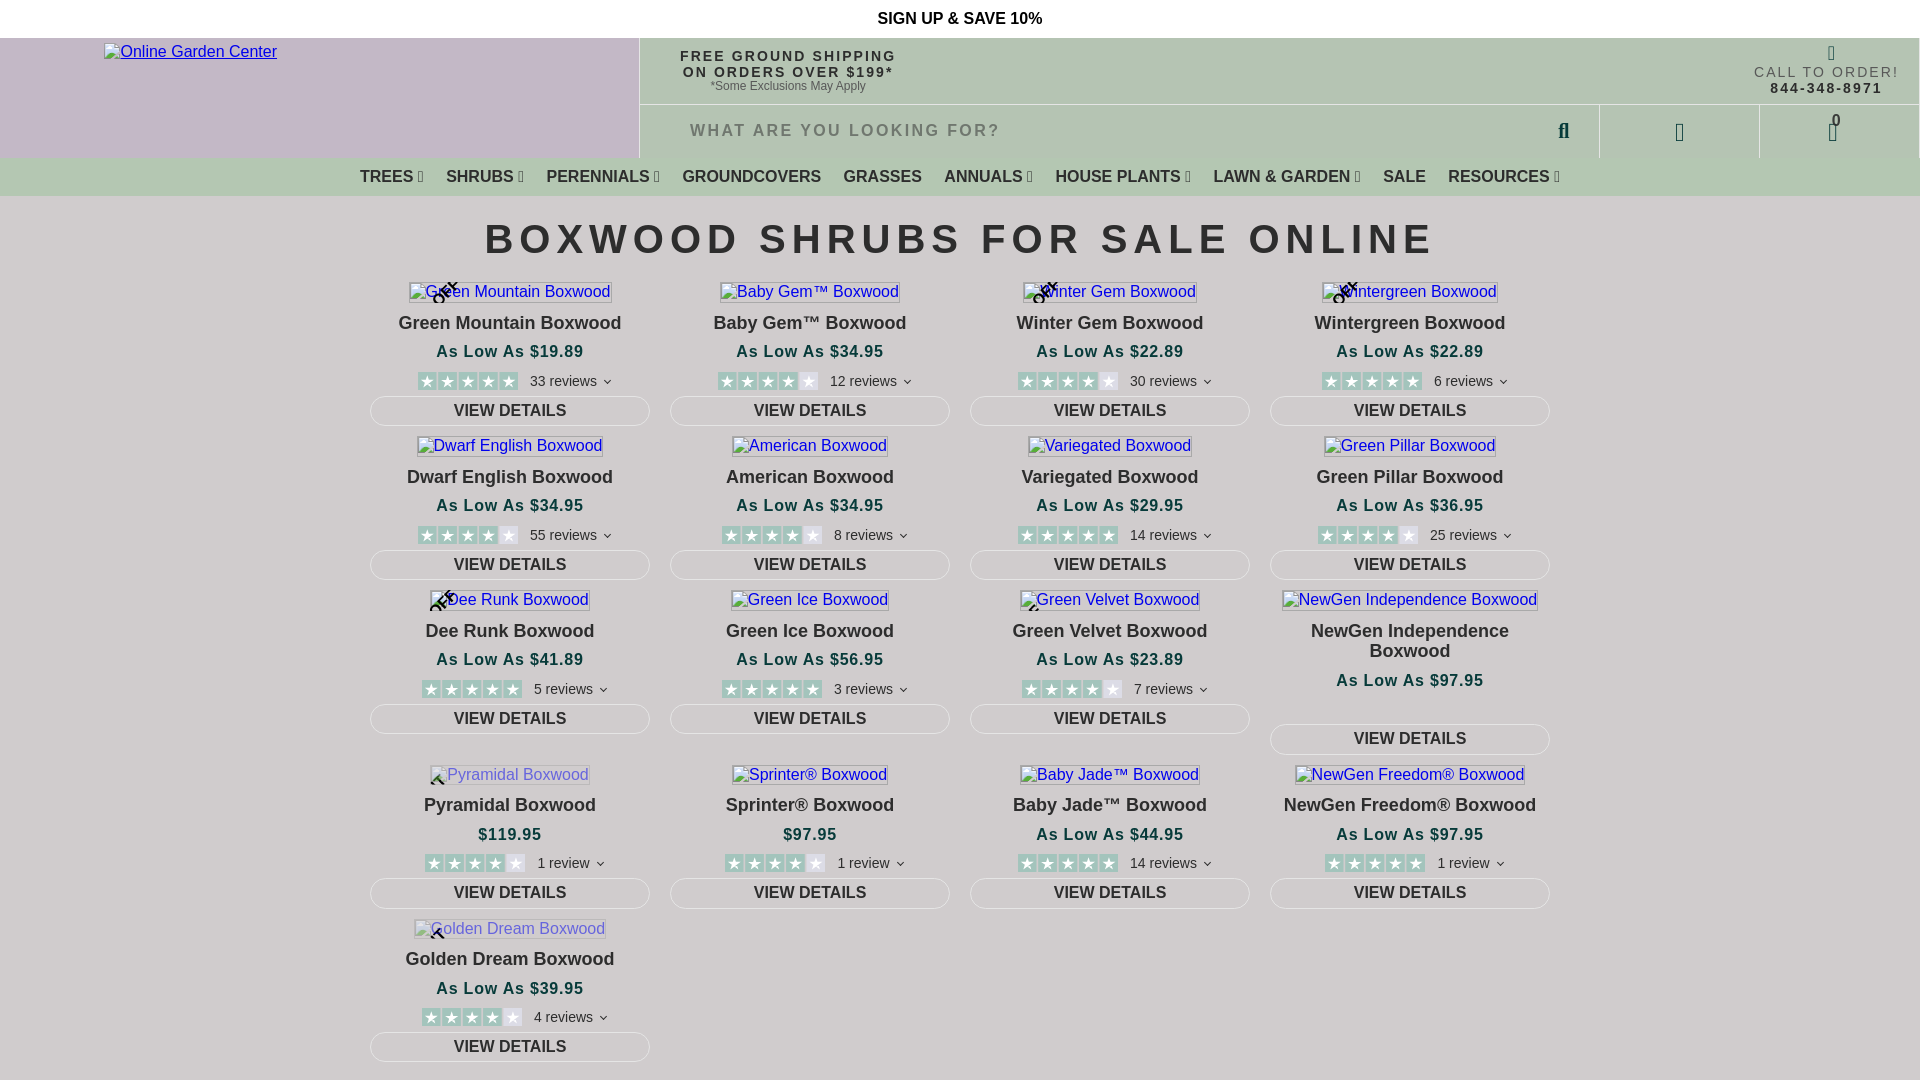 SIGN UP & SAVE 10%
Online Garden Center
FREE GROUND SHIPPING
ON ORDERS OVER $199*
*Some Exclusions May Apply
CALL TO ORDER!
844-348-8971
WHAT ARE YOU LOOKING FOR?
0
TREES SHRUBS PERENNIALS GROUNDCOVERS GRASSES ANNUALS HOUSE PLANTS LAWN & GARDEN SALE RESOURCES
BOXWOOD SHRUBS FOR SALE ONLINE
OFF
Green Mountain Boxwood
Green Mountain Boxwood
As Low As $19.89
33 reviews
VIEW DETAILS
Baby Gem™ Boxwood
Baby Gem™ Boxwood
As Low As $34.95
12 reviews
VIEW DETAILS
OFF
Winter Gem Boxwood
Winter Gem Boxwood
As Low As $22.89
30 reviews
VIEW DETAILS
OFF
Wintergreen Boxwood
Wintergreen Boxwood
As Low As $22.89
6 reviews
VIEW DETAILS
Dwarf English Boxwood
Dwarf English Boxwood
As Low As $34.95
55 reviews
VIEW DETAILS
American Boxwood
American Boxwood
As Low As $34.95
8 reviews
VIEW DETAILS
Variegated Boxwood
Variegated Boxwood
As Low As $29.95
14 reviews
VIEW DETAILS
Green Pillar Boxwood
Green Pillar Boxwood
As Low As $36.95
25 reviews
VIEW DETAILS
OFF
Dee Runk Boxwood
Dee Runk Boxwood
As Low As $41.89
5 reviews
VIEW DETAILS
Green Ice Boxwood
Green Ice Boxwood
As Low As $56.95
3 reviews
VIEW DETAILS
Green Velvet Boxwood
Green Velvet Boxwood
As Low As $23.89
7 reviews
VIEW DETAILS
NewGen Independence Boxwood
NewGen Independence
Boxwood
As Low As $97.95
VIEW DETAILS
Pyramidal Boxwood
Pyramidal Boxwood
$119.95
1 review
VIEW DETAILS
Sprinter® Boxwood
Sprinter® Boxwood
$97.95
1 review
VIEW DETAILS
Baby Jade™ Boxwood
Baby Jade™ Boxwood
As Low As $44.95
14 reviews
VIEW DETAILS
NewGen Freedom® Boxwood
NewGen Freedom® Boxwood
As Low As $97.95
1 review
VIEW DETAILS
Golden Dream Boxwood
Golden Dream Boxwood
As Low As $39.95
4 reviews
VIEW DETAILS